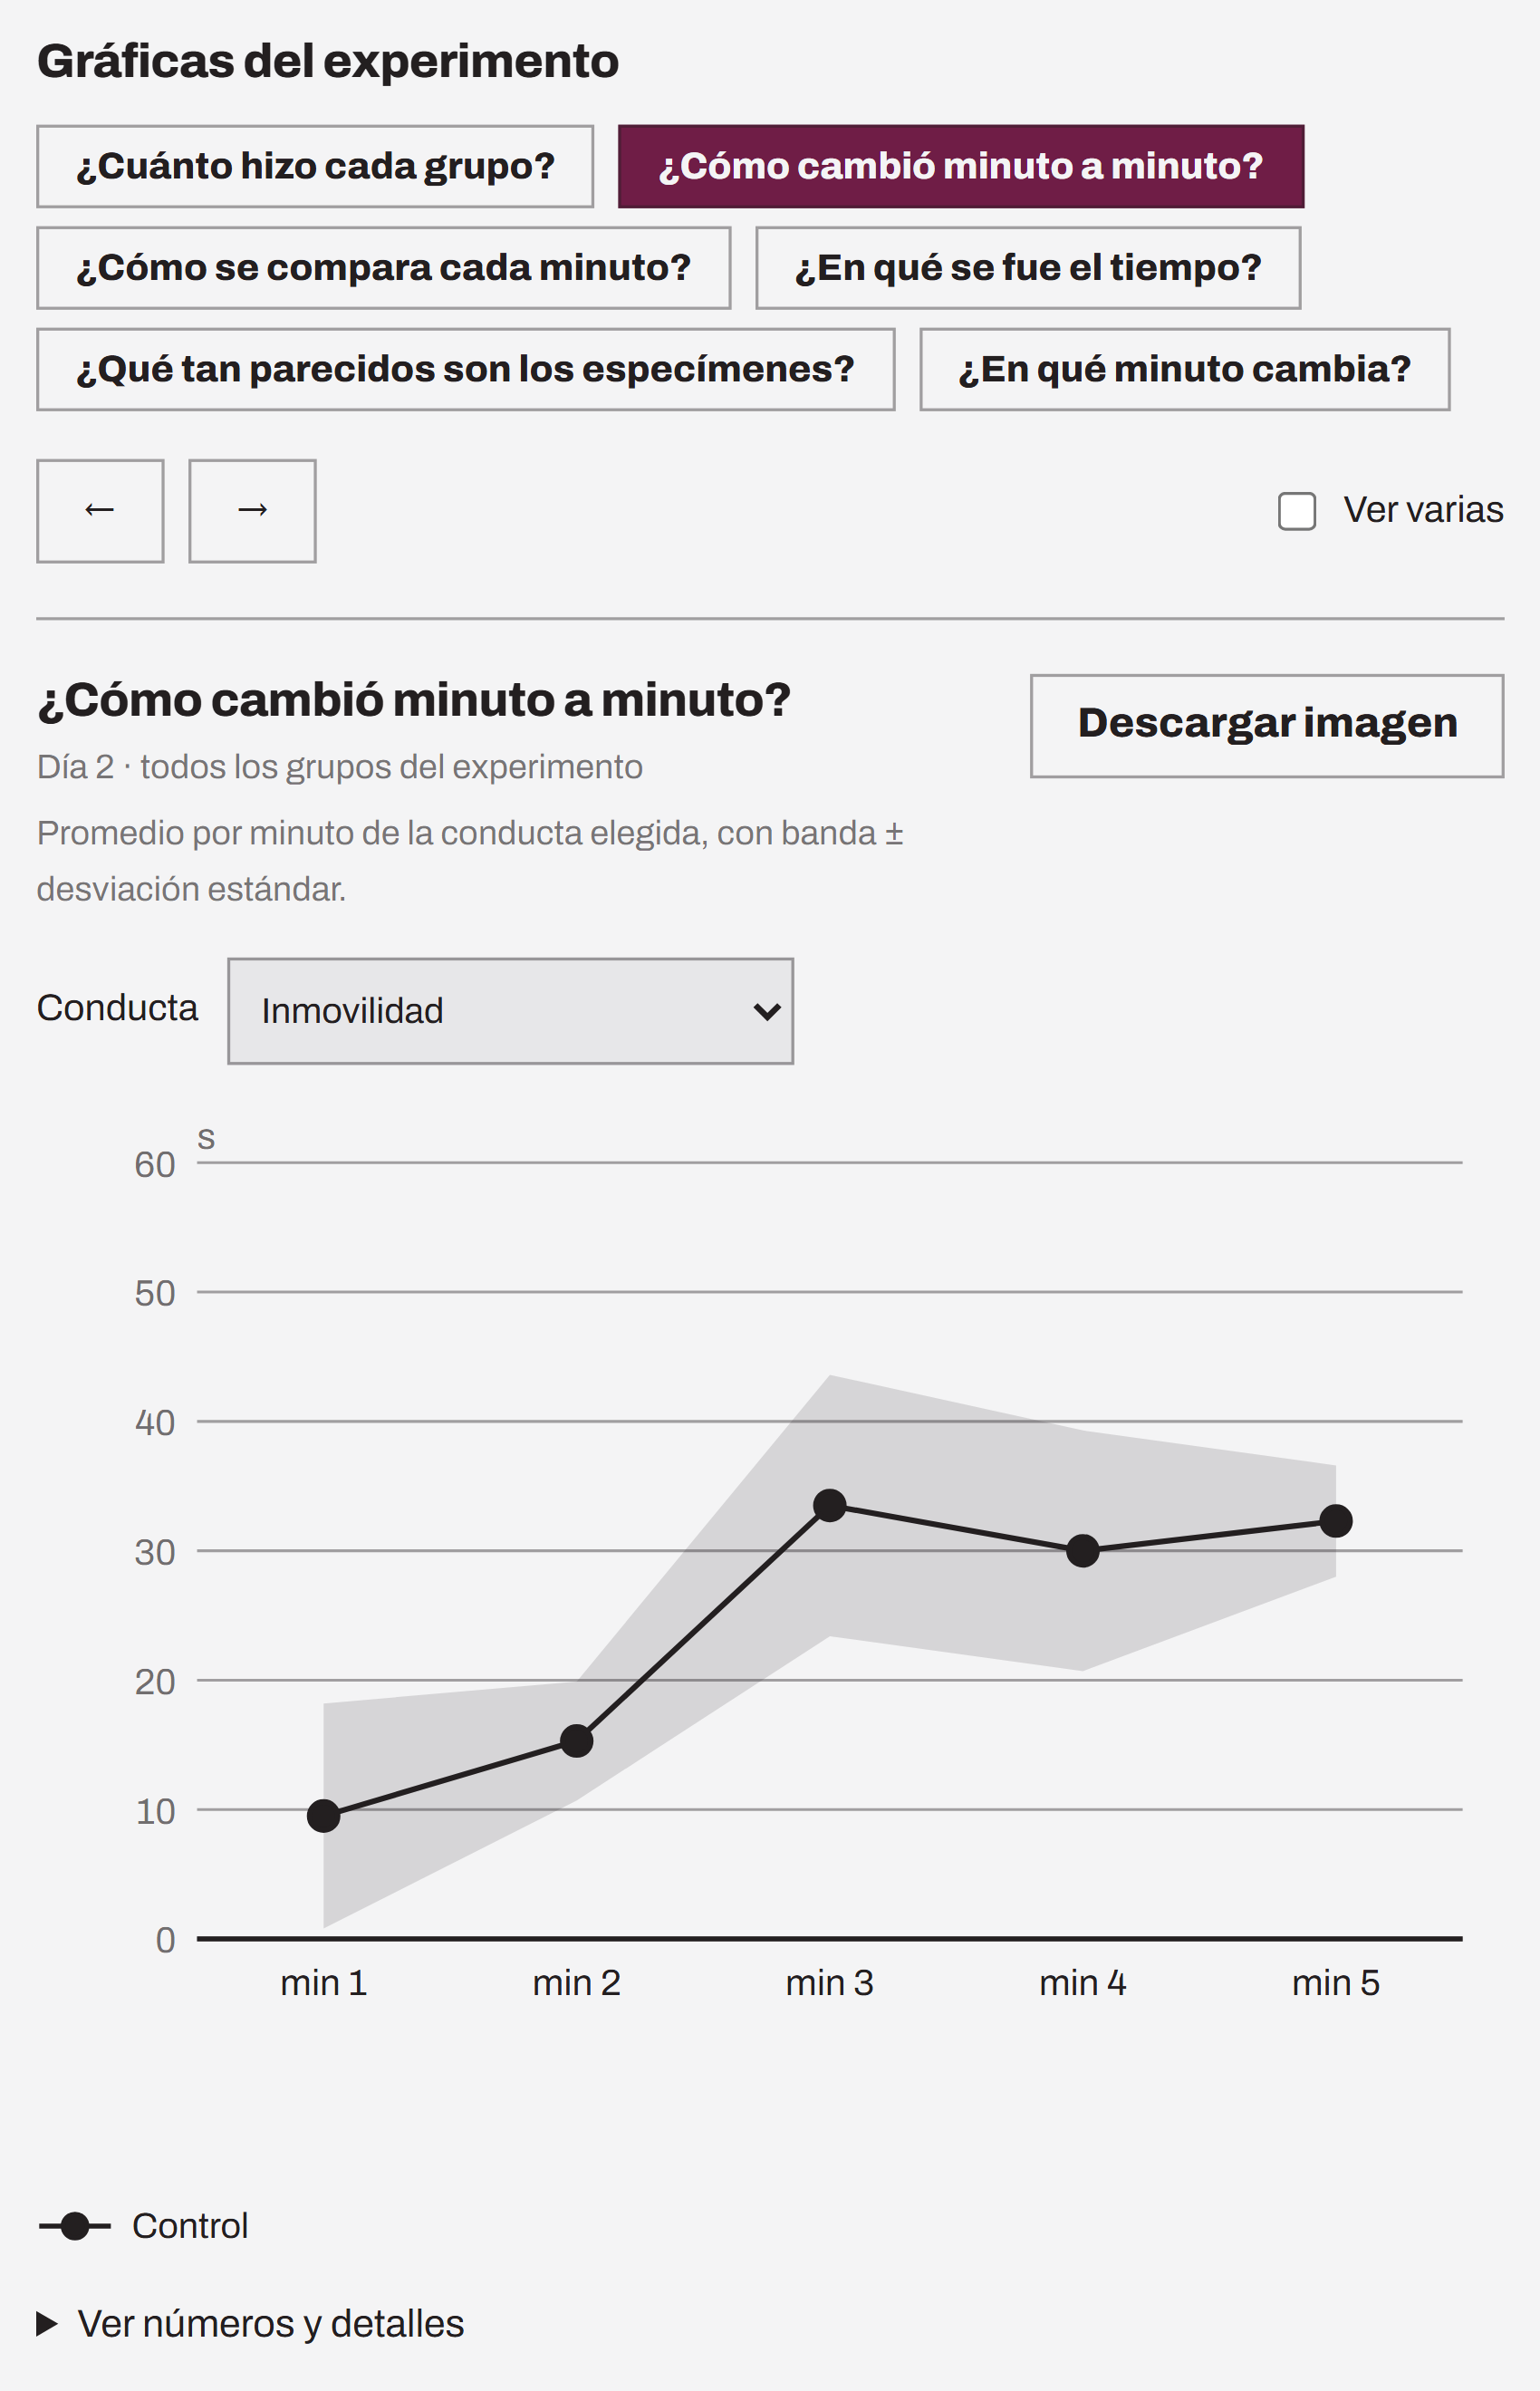 Gráficas del experimento
¿Cuánto hizo cada grupo? ¿Cómo cambió minuto a minuto?
¿Cómo se compara cada minuto? ¿En qué se fue el tiempo?
¿Qué tan parecidos son los especímenes? ¿En qué minuto cambia?
← →
Ver varias
¿Cómo cambió minuto a minuto?
Descargar imagen
Día 2 · todos los grupos del experimento
Promedio por minuto de la conducta elegida, con banda ±
desviación estándar.
Conducta Inmovilidad
s
60
50
40
30
20
10
0
min 1 min 2 min 3 min 4 min 5
Control
▶ Ver números y detalles